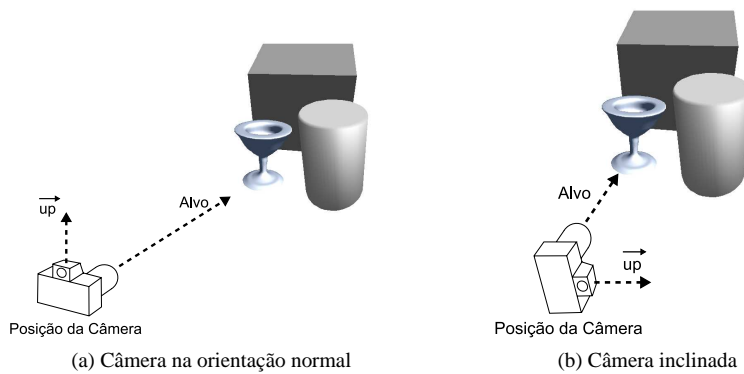 up
Alvo
Posição da Câmera
(a) Câmera na orientação normal
Alvo
up
Posição da Câmera
(b) Câmera inclinada